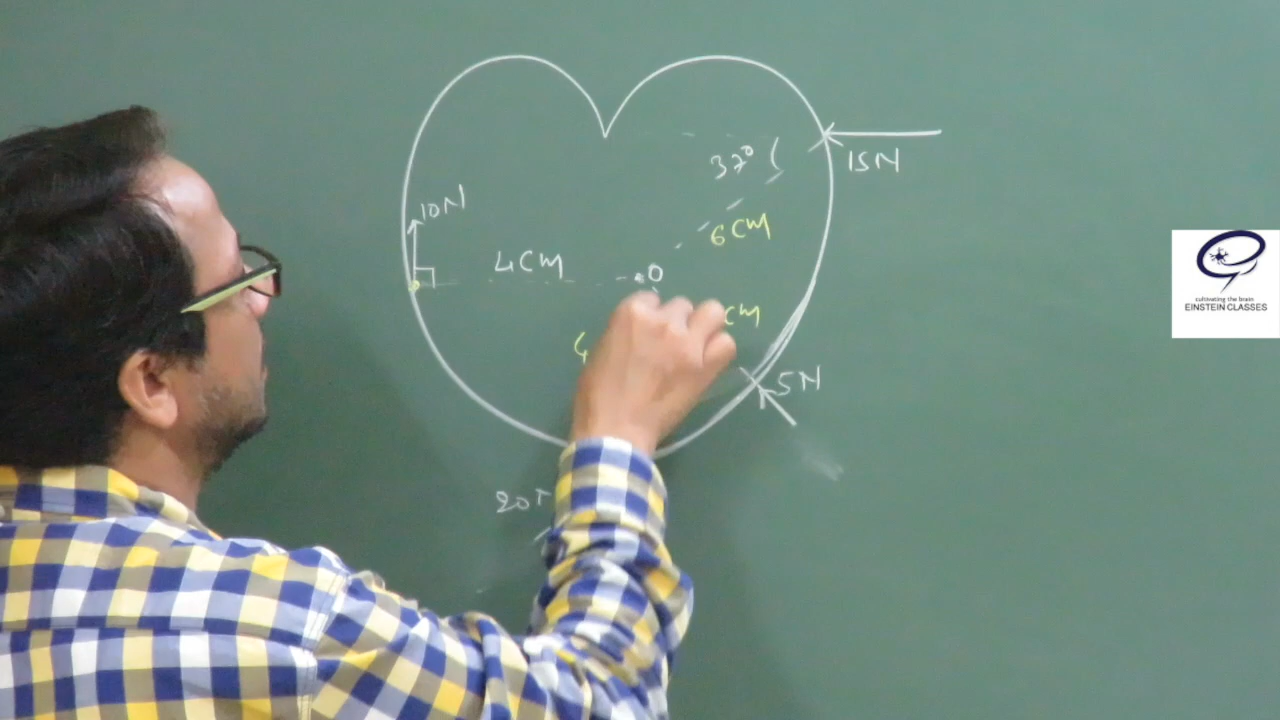 15N
37°
10N
6cm
4cm
O
cm
5N
20
cultivating the brain
EINSTEIN CLASSES